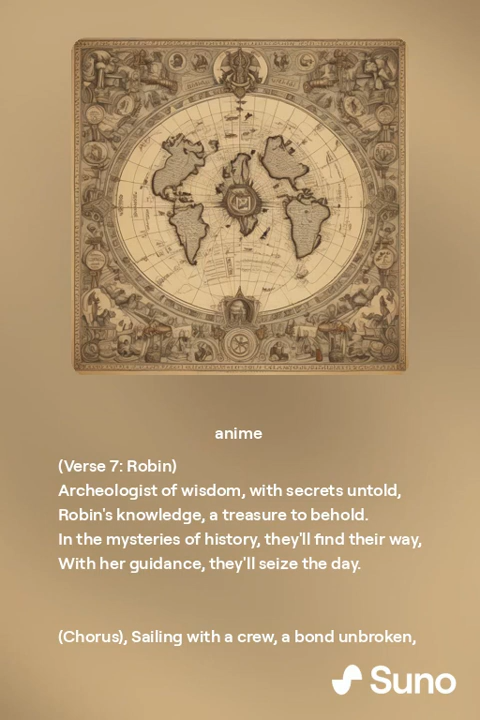 anime
(Verse 7: Robin)
Archeologist of wisdom, with secrets untold,
Robin's knowledge, a treasure to behold.
In the mysteries of history, they'll find their way,
With her guidance, they'll seize the day.
(Chorus), Sailing with a crew, a bond unbroken,
Suno